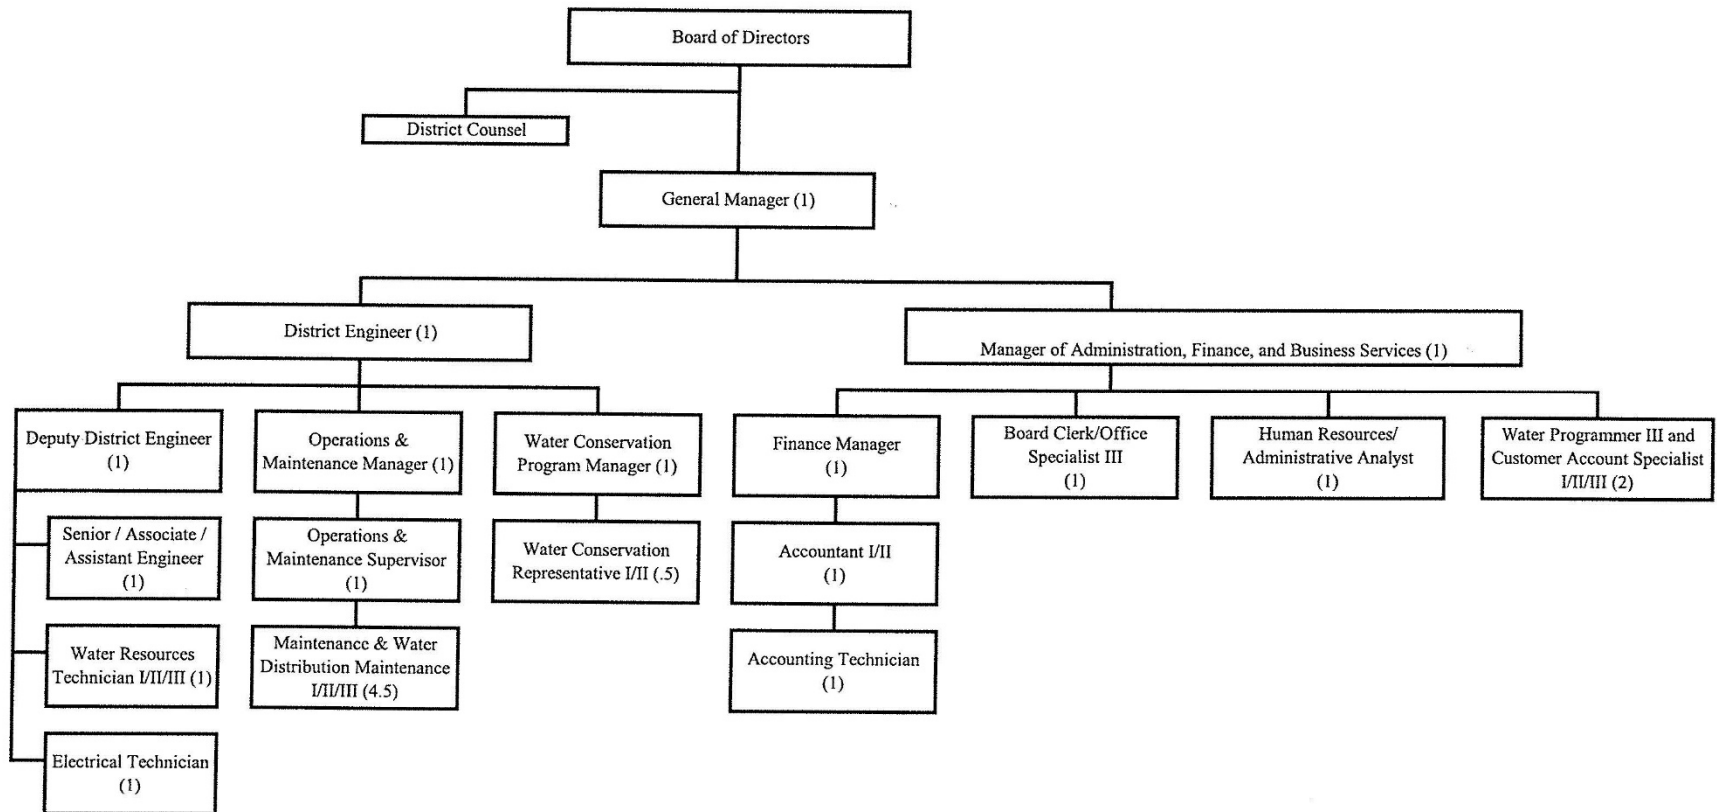 Board of Directors
District Counsel
General Manager (1)
District Engineer (1)
Manager of Administration, Finance, and Business Services (1)
Deputy District Engineer
(1)
Operations &
Maintenance Manager (1)
Water Conservation
Program Manager (1)
Finance Manager
(1)
Board Clerk/Office
Specialist III
(1)
Human Resources/
Administrative Analyst
(1)
Water Programmer III and
Customer Account Specialist
I/II/III (2)
Senior / Associate /
Assistant Engineer
(1)
Operations &
Maintenance Supervisor
(1)
Water Conservation
Representative I/II (.5)
Accountant I/II
(1)
Water Resources
Technician I/II/III (1)
Maintenance & Water
Distribution Maintenance
I/II/III (4.5)
Accounting Technician
(1)
Electrical Technician
(1)